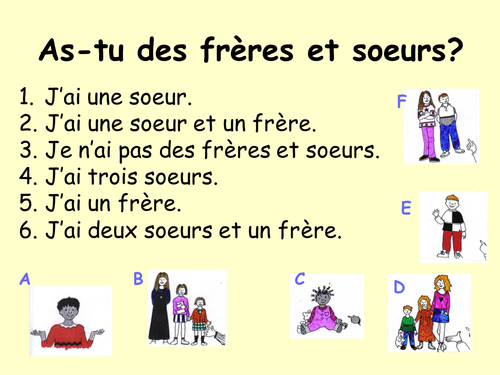 As-tu des frères et soeurs?
1. J’ai une soeur.
2. J’ai une soeur et un frère.
3. Je n’ai pas des frères et soeurs.
4. J’ai trois soeurs.
5. J’ai un frère.
6. J’ai deux soeurs et un frère.
F
E
A
B
C
D